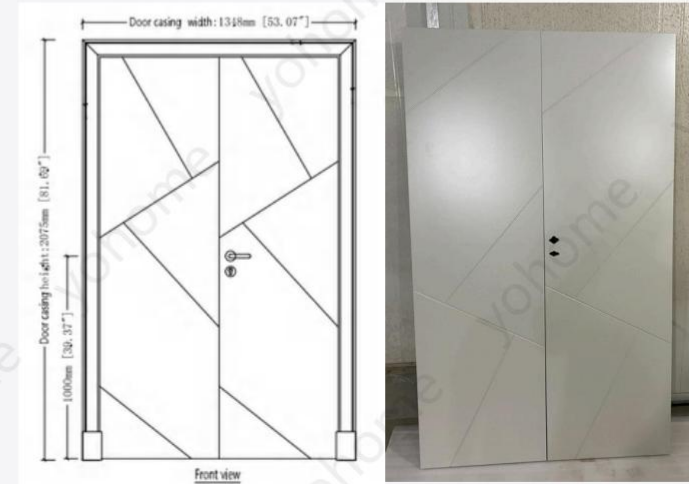 Door casing width:1348mm [53.07"]
Door casing height:2075mm [81.69"]
1000mm [39.37"]
Front view
yohome
yohome
yohome
yohome
yohome